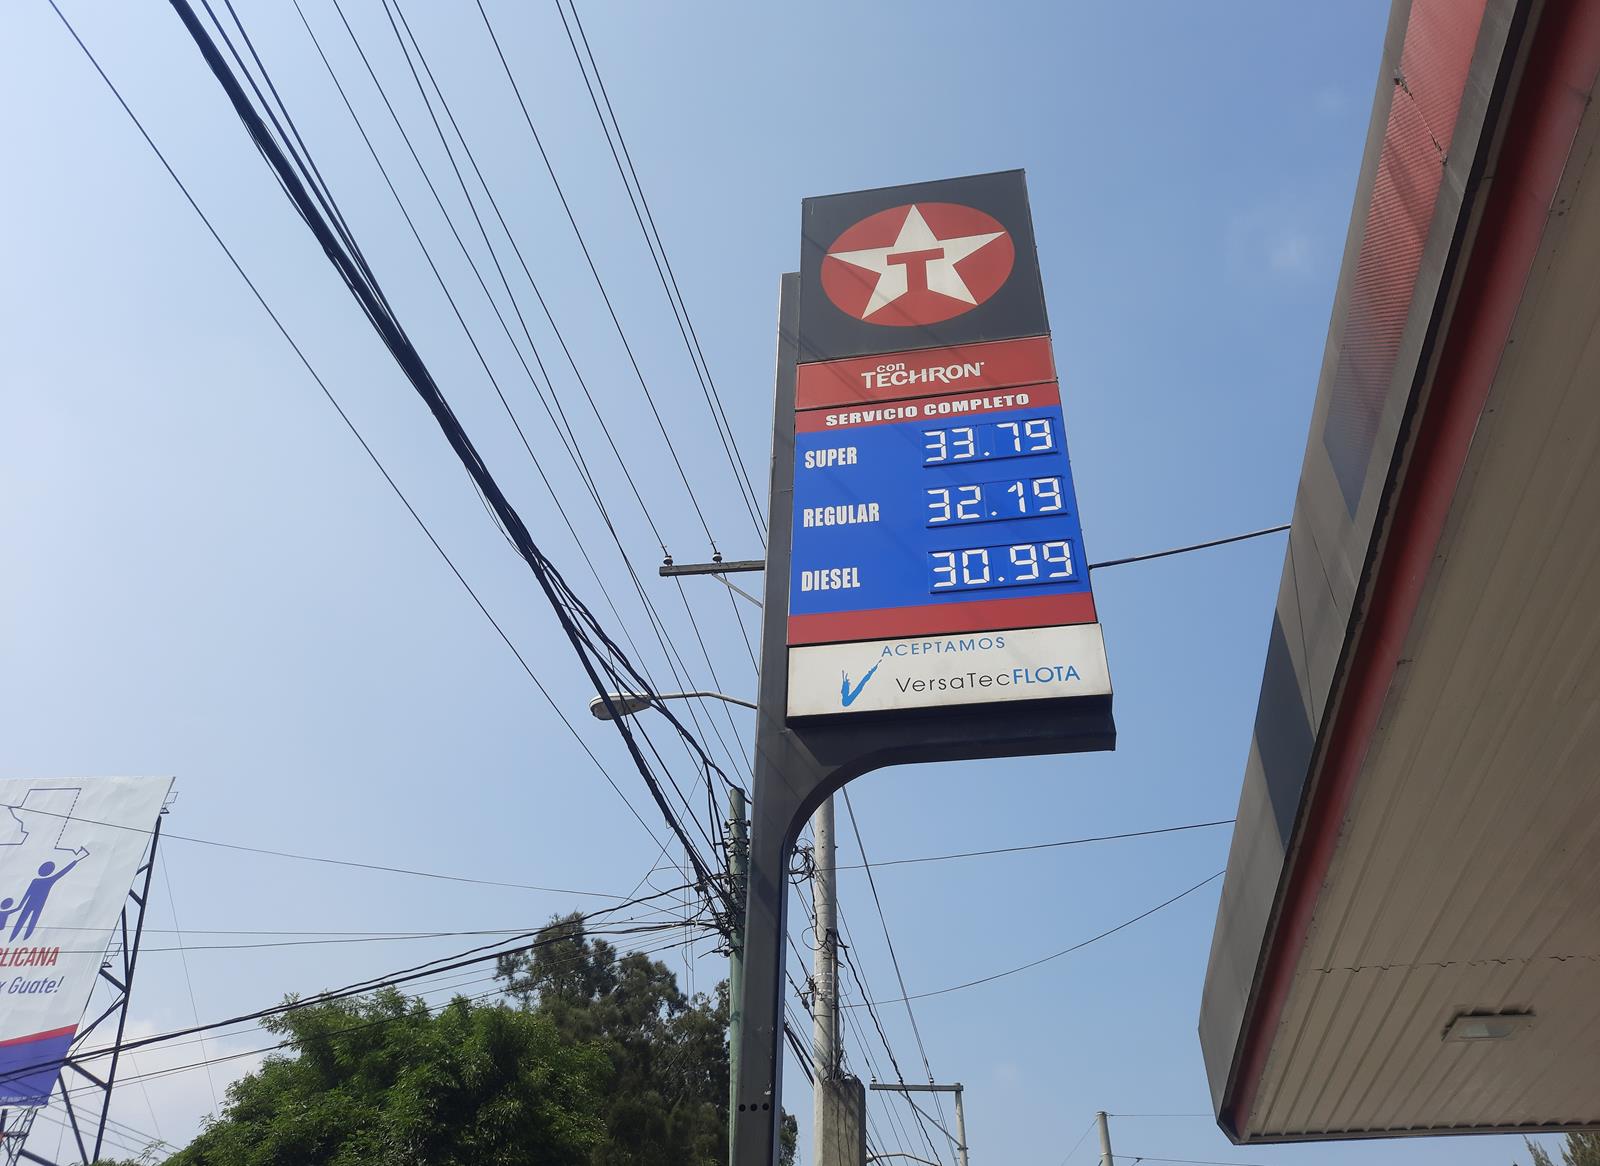 T
con
TECHRON
SERVICIO COMPLETO
SUPER 33.79
REGULAR 32.19
DIESEL 30.99
ACEPTAMOS
VersaTecFLOTA
LICANA
x Guate!